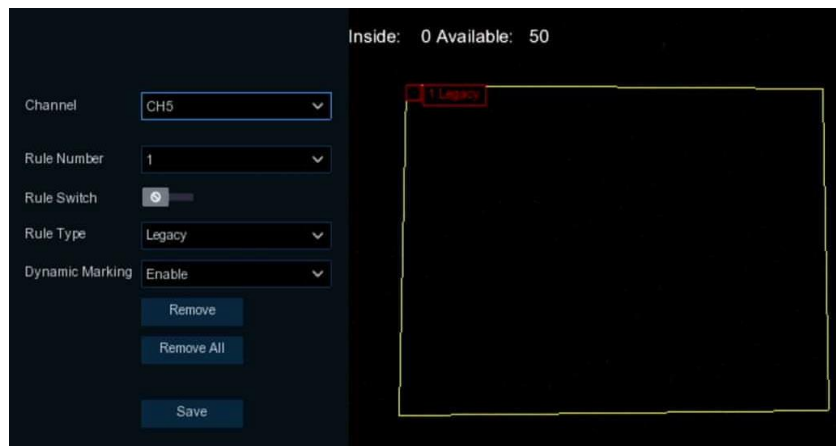 Inside: 0 Available: 50
1 Legacy
Channel CH5
Rule Number 1
Rule Switch
Rule Type Legacy
Dynamic Marking Enable
Remove
Remove All
Save